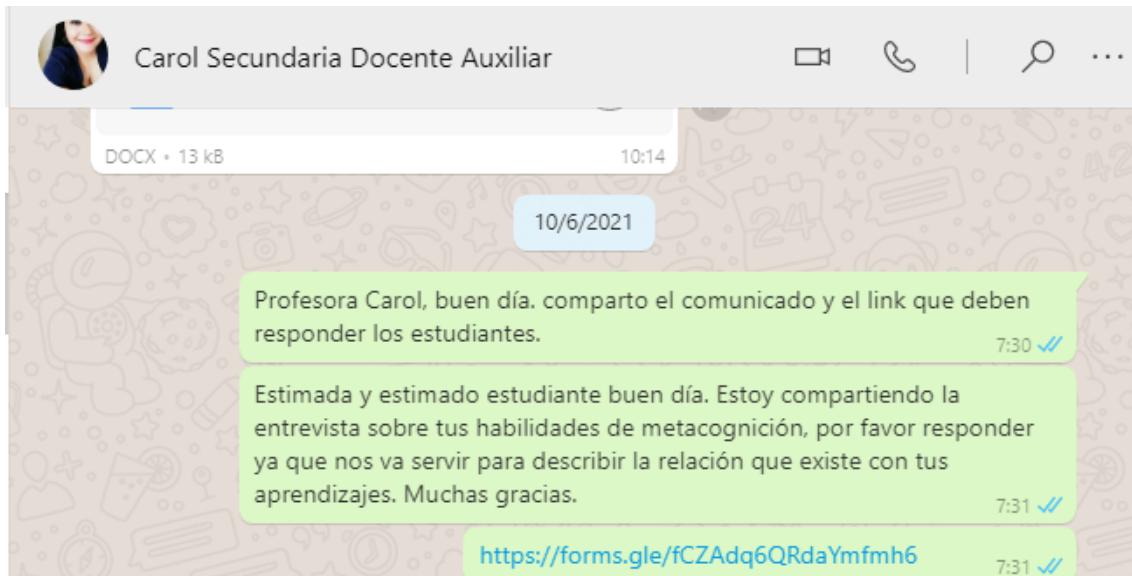 Carol Secundaria Docente Auxiliar
DOCX • 13 kB
10:14
10/6/2021
Profesora Carol, buen día. comparto el comunicado y el link que deben
responder los estudiantes.
7:30
Estimada y estimado estudiante buen día. Estoy compartiendo la
entrevista sobre tus habilidades de metacognición, por favor responder
ya que nos va servir para describir la relación que existe con tus
aprendizajes. Muchas gracias.
7:31
https://forms.gle/fCZAdq6QRdaYmfmh6
7:31